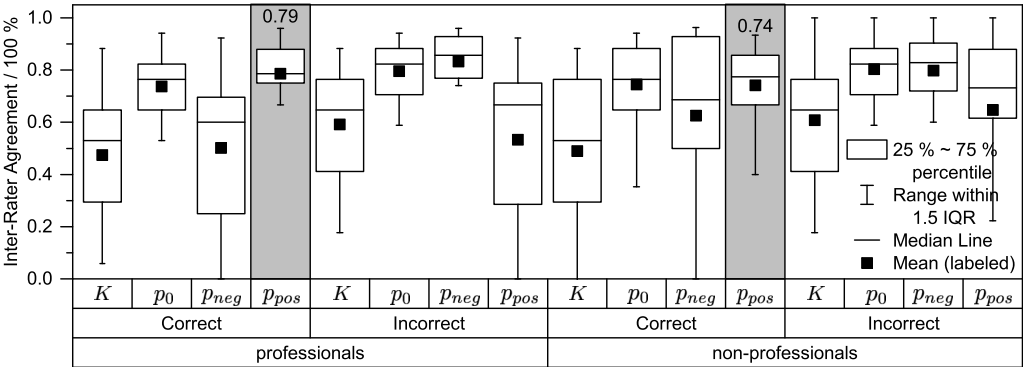 Inter-Rater Agreement / 100 %
1.0
0.8
0.6
0.4
0.2
0.0
0.79
0.74
25 % ~ 75 %
percentile
Range within
1.5 IQR
Median Line
Mean (labeled)
K p0 pneg ppos K p0 pneg ppos K p0 pneg ppos K p0 pneg ppos
Correct Incorrect Correct Incorrect
professionals non-professionals